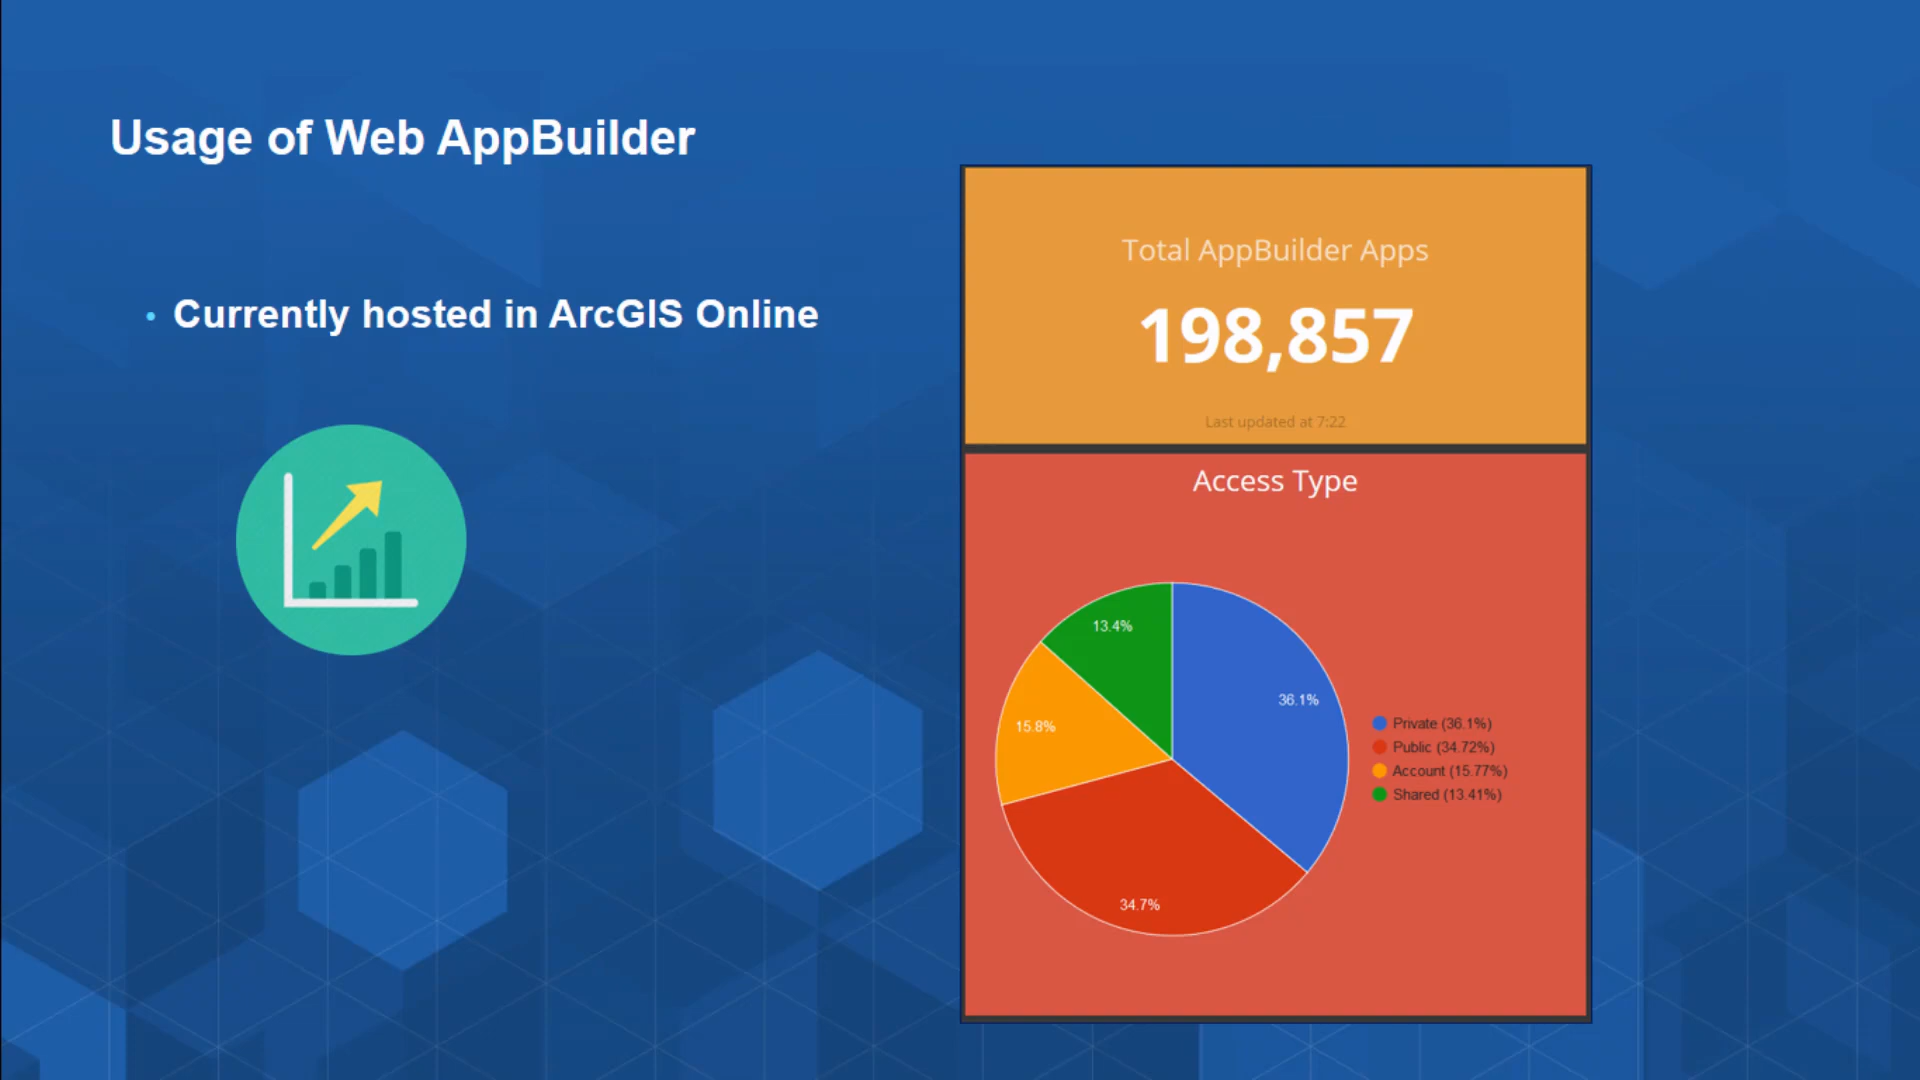 Usage of Web AppBuilder
• Currently hosted in ArcGIS Online
Total AppBuilder Apps
198,857
Last updated at 7:22
Access Type
13.4%
36.1%
15.8%
34.7%
Private (36.1%)
Public (34.72%)
Account (15.77%)
Shared (13.41%)